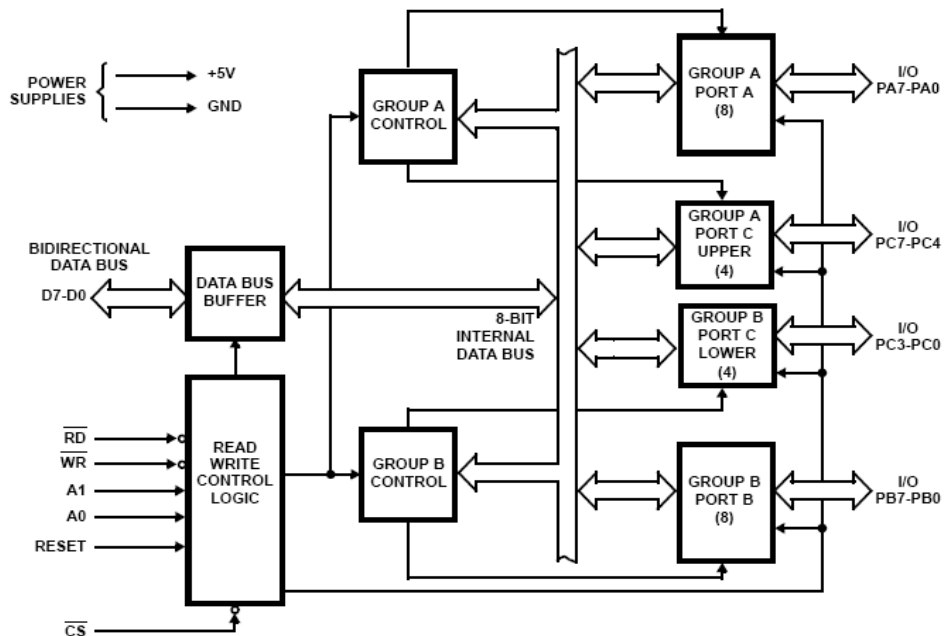 POWER
SUPPLIES
+5V
GND
GROUP A
CONTROL
GROUP A
PORT A
(8)
I/O
PA7-PA0
GROUP A
PORT C
UPPER
(4)
I/O
PC7-PC4
BIDIRECTIONAL
DATA BUS
D7-D0
DATA BUS
BUFFER
8-BIT
INTERNAL
DATA BUS
GROUP B
PORT C
LOWER
(4)
I/O
PC3-PC0
RD
WR
A1
A0
RESET
CS
READ
WRITE
CONTROL
LOGIC
GROUP B
CONTROL
GROUP B
PORT B
(8)
I/O
PB7-PB0